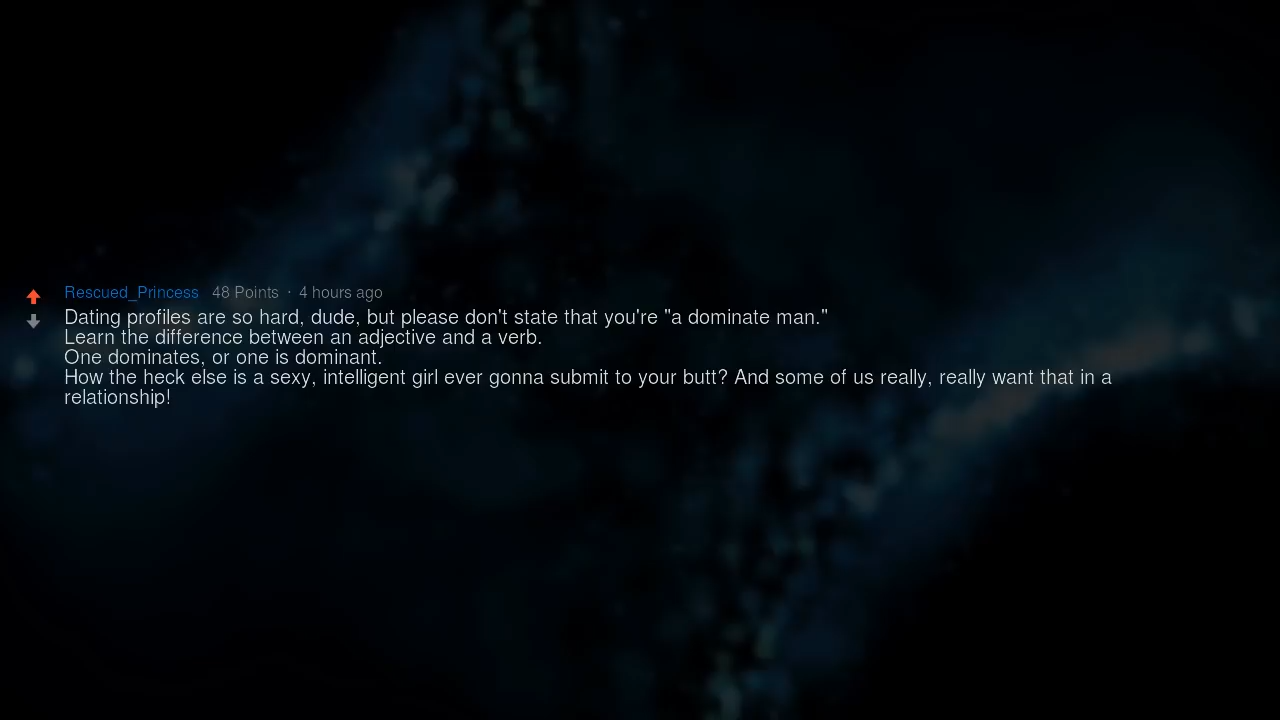 Rescued_Princess 48 Points · 4 hours ago
Dating profiles are so hard, dude, but please don't state that you're "a dominate man."
Learn the difference between an adjective and a verb.
One dominates, or one is dominant.
How the heck else is a sexy, intelligent girl ever gonna submit to your butt? And some of us really, really want that in a
relationship!